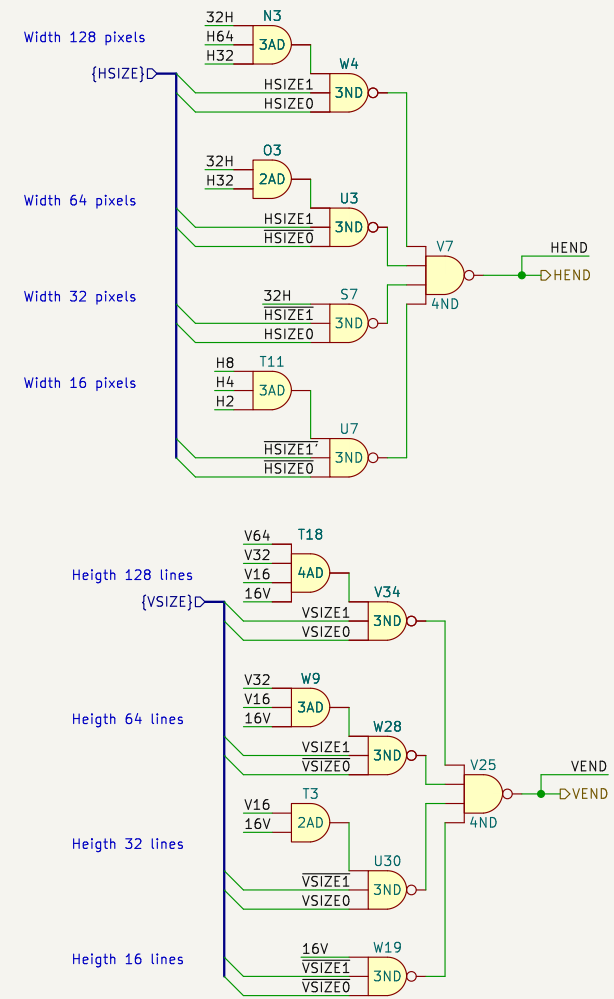 N3
32H
Width 128 pixels
H64
3AD
H32
W4
{HSIZE}
HSIZE1
3ND
HSIZE0
O3
32H
2AD
H32
Width 64 pixels
U3
HSIZE1
3ND
HSIZE0
V7
HEND
HEND
4ND
Width 32 pixels
32H
S7
HSIZE1
3ND
HSIZE0
T11
H8
Width 16 pixels
H4
3AD
H2
U7
HSIZE1'
3ND
HSIZE0
T18
V64
V32
4AD
Heigth 128 lines
V16
16V
V34
{VSIZE}
VSIZE1
3ND
VSIZE0
W9
V32
V16
3AD
16V
Heigth 64 lines
W28
VSIZE1
3ND
VSIZE0
V25
VEND
VEND
4ND
T3
V16
2AD
16V
Heigth 32 lines
U30
VSIZE1
3ND
VSIZE0
16V
W19
Heigth 16 lines
VSIZE1
3ND
VSIZE0